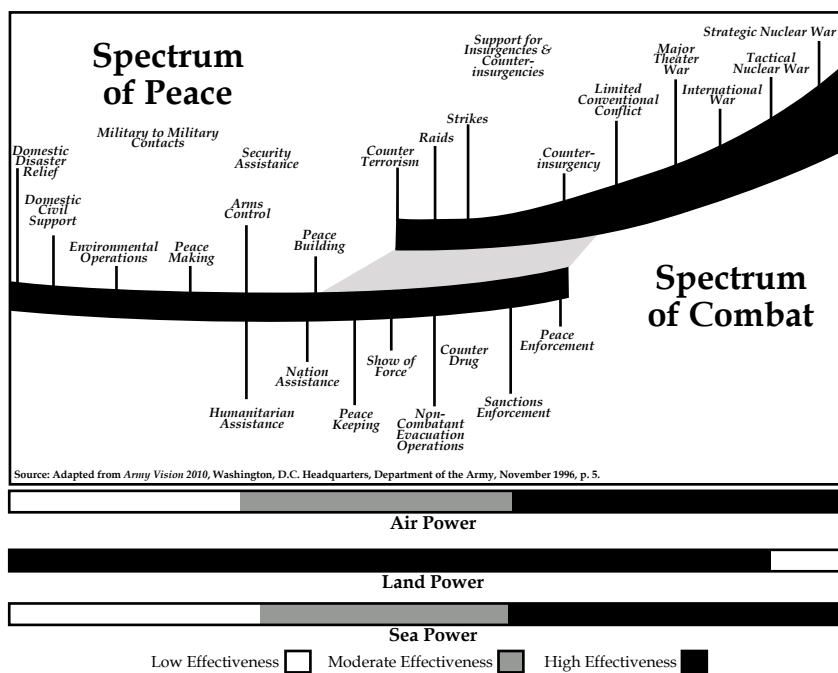 Spectrum
of Peace
Military to Military
Contacts
Security
Assistance
Domestic
Disaster
Relief
Domestic
Civil
Support
Environmental
Operations
Peace
Making
Arms
Control
Peace
Building
Support for
Insurgencies &
Counter-
insurgencies
Counter
Terrorism
Raids
Strikes
Counter-
insurgency
Limited
Conventional
Conflict
Major
Theater
War
International
War
Tactical
Nuclear War
Strategic Nuclear War
Spectrum
of Combat
Humanitarian
Assistance
Nation
Assistance
Peace
Keeping
Show of
Force
Non-
Combatant
Evacuation
Operations
Counter
Drug
Sanctions
Enforcement
Peace
Enforcement
Source: Adapted from Army Vision 2010, Washington, D.C. Headquarters, Department of the Army, November 1996, p. 5.
Air Power
Land Power
Sea Power
Low Effectiveness Moderate Effectiveness High Effectiveness